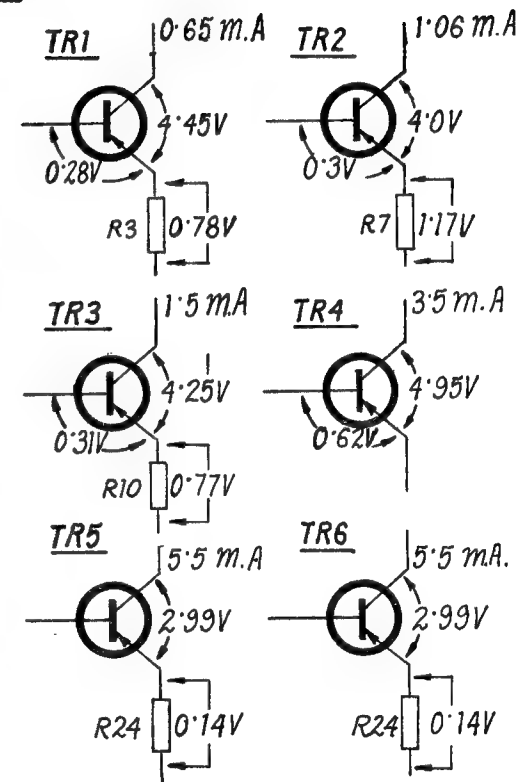 TR1 0·65 m.A
4·45V
0·28V
R3 0·78V
TR2 1·06 m.A
4·0V
0·3V
R7 1·17V
TR3 1·5 m.A
4·25V
0·31V
R10 0·77V
TR4 3·5 m.A
4·95V
0·62V
TR5 5·5 m.A
2·99V
R24 0·14V
TR6 5·5 m.A.
2·99V
R24 0·14V